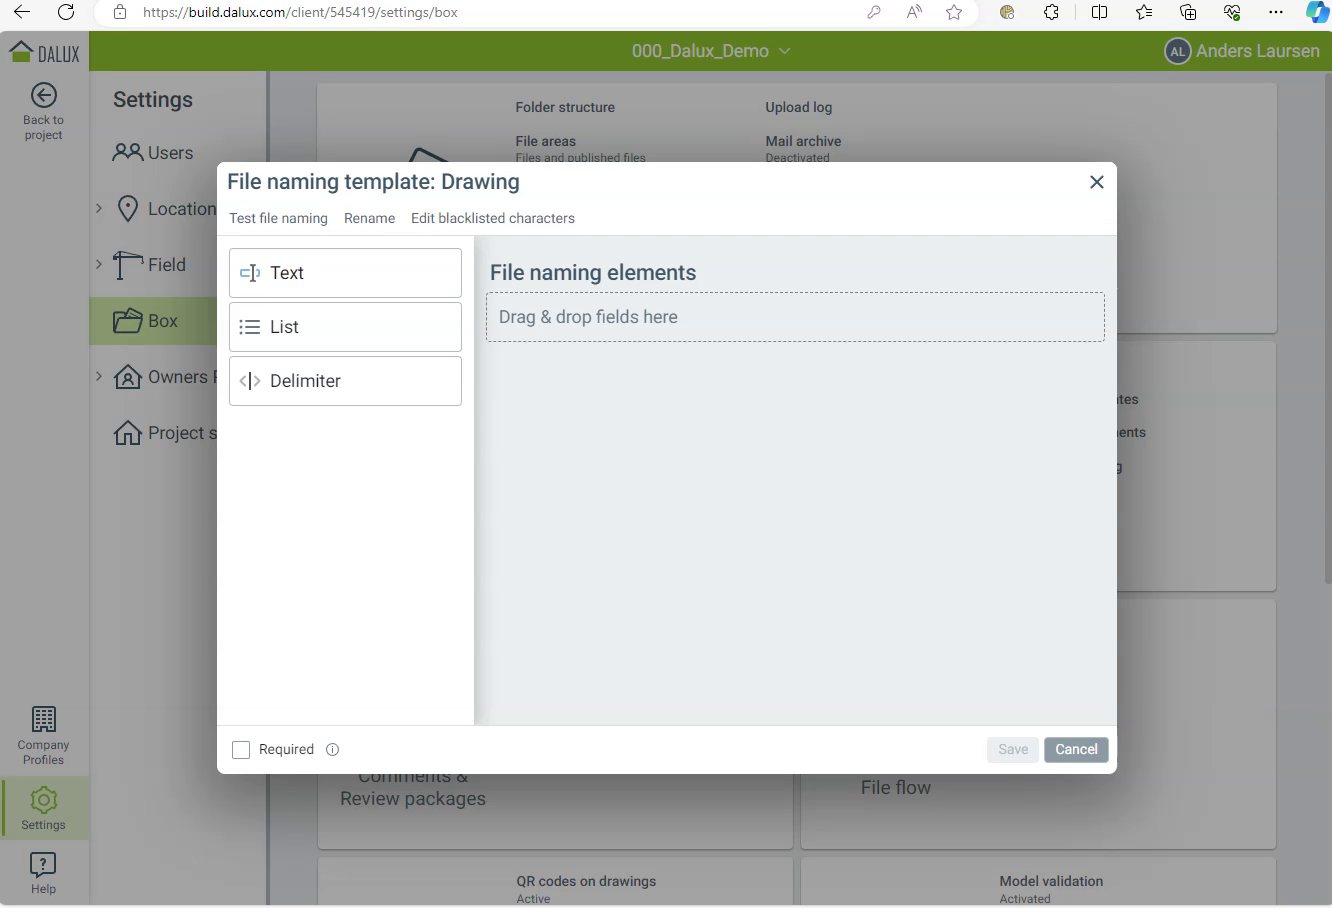 https://build.dalux.com/client/545419/settings/box
DALUX
000_Dalux_Demo
AL Anders Laursen
Back to
project
Settings
Users
Location
Field
Box
Owners
Project s
Company
Profiles
Settings
Help
Folder structure
Upload log
File areas
Files and published files
Mail archive
Deactivated
File naming template: Drawing
Test file naming
Rename
Edit blacklisted characters
Text
List
Delimiter
File naming elements
Drag & drop fields here
Required
Save
Cancel
Comments &
Review packages
File flow
QR codes on drawings
Active
Model validation
Activated